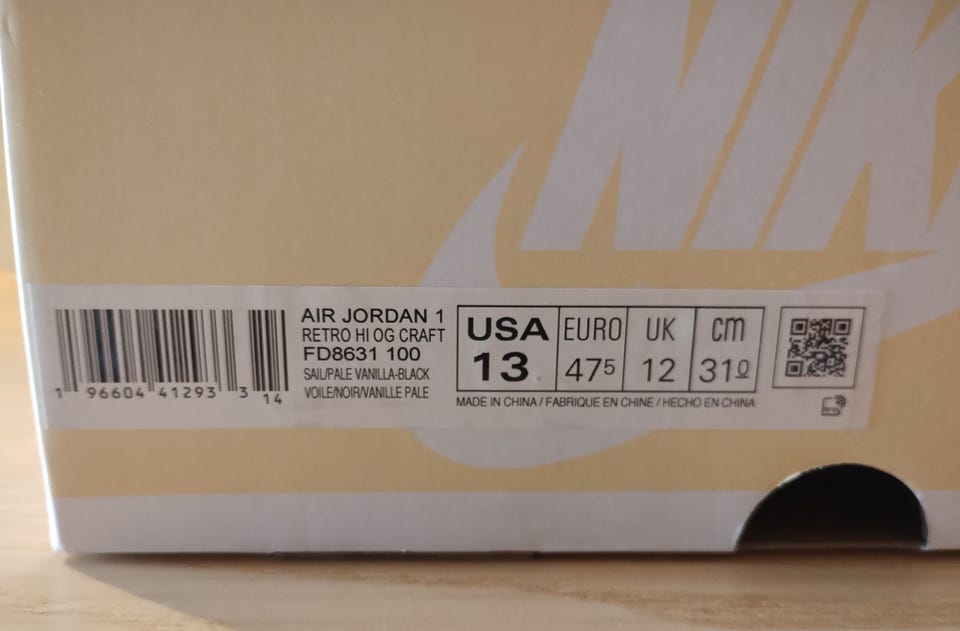 NIK
AIR JORDAN 1
RETRO HI OG CRAFT
FD8631 100
SAIL/PALE VANILLA-BLACK
VOILE/NOIR/VANILLE PALE
1 96604 41293 3 14
USA EURO UK cm
13 475 12 310
MADE IN CHINA / FABRIQUE EN CHINE / HECHO EN CHINA